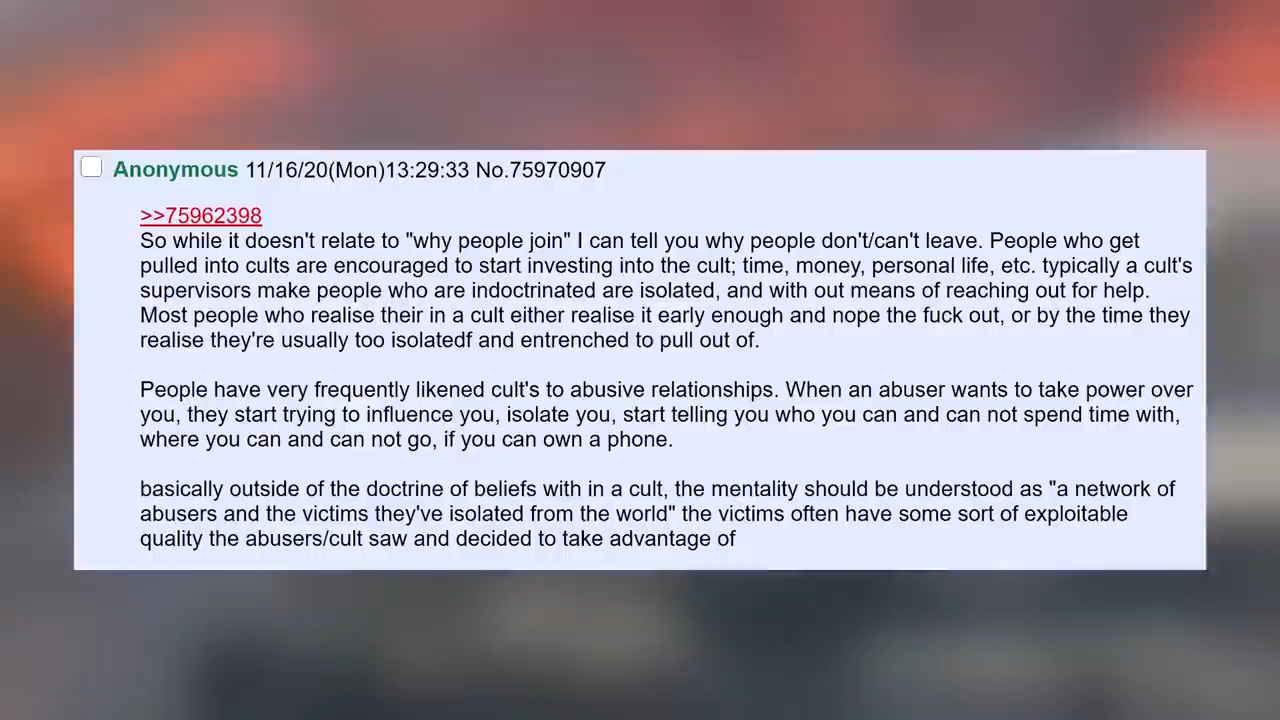 Anonymous 11/16/20(Mon)13:29:33 No.75970907
>>75962398
So while it doesn't relate to "why people join" I can tell you why people don't/can't leave. People who get
pulled into cults are encouraged to start investing into the cult; time, money, personal life, etc. typically a cult's
supervisors make people who are indoctrinated are isolated, and with out means of reaching out for help.
Most people who realise their in a cult either realise it early enough and nope the fuck out, or by the time they
realise they're usually too isolatedf and entrenched to pull out of.
People have very frequently likened cult's to abusive relationships. When an abuser wants to take power over
you, they start trying to influence you, isolate you, start telling you who you can and can not spend time with,
where you can and can not go, if you can own a phone.
basically outside of the doctrine of beliefs with in a cult, the mentality should be understood as "a network of
abusers and the victims they've isolated from the world" the victims often have some sort of exploitable
quality the abusers/cult saw and decided to take advantage of